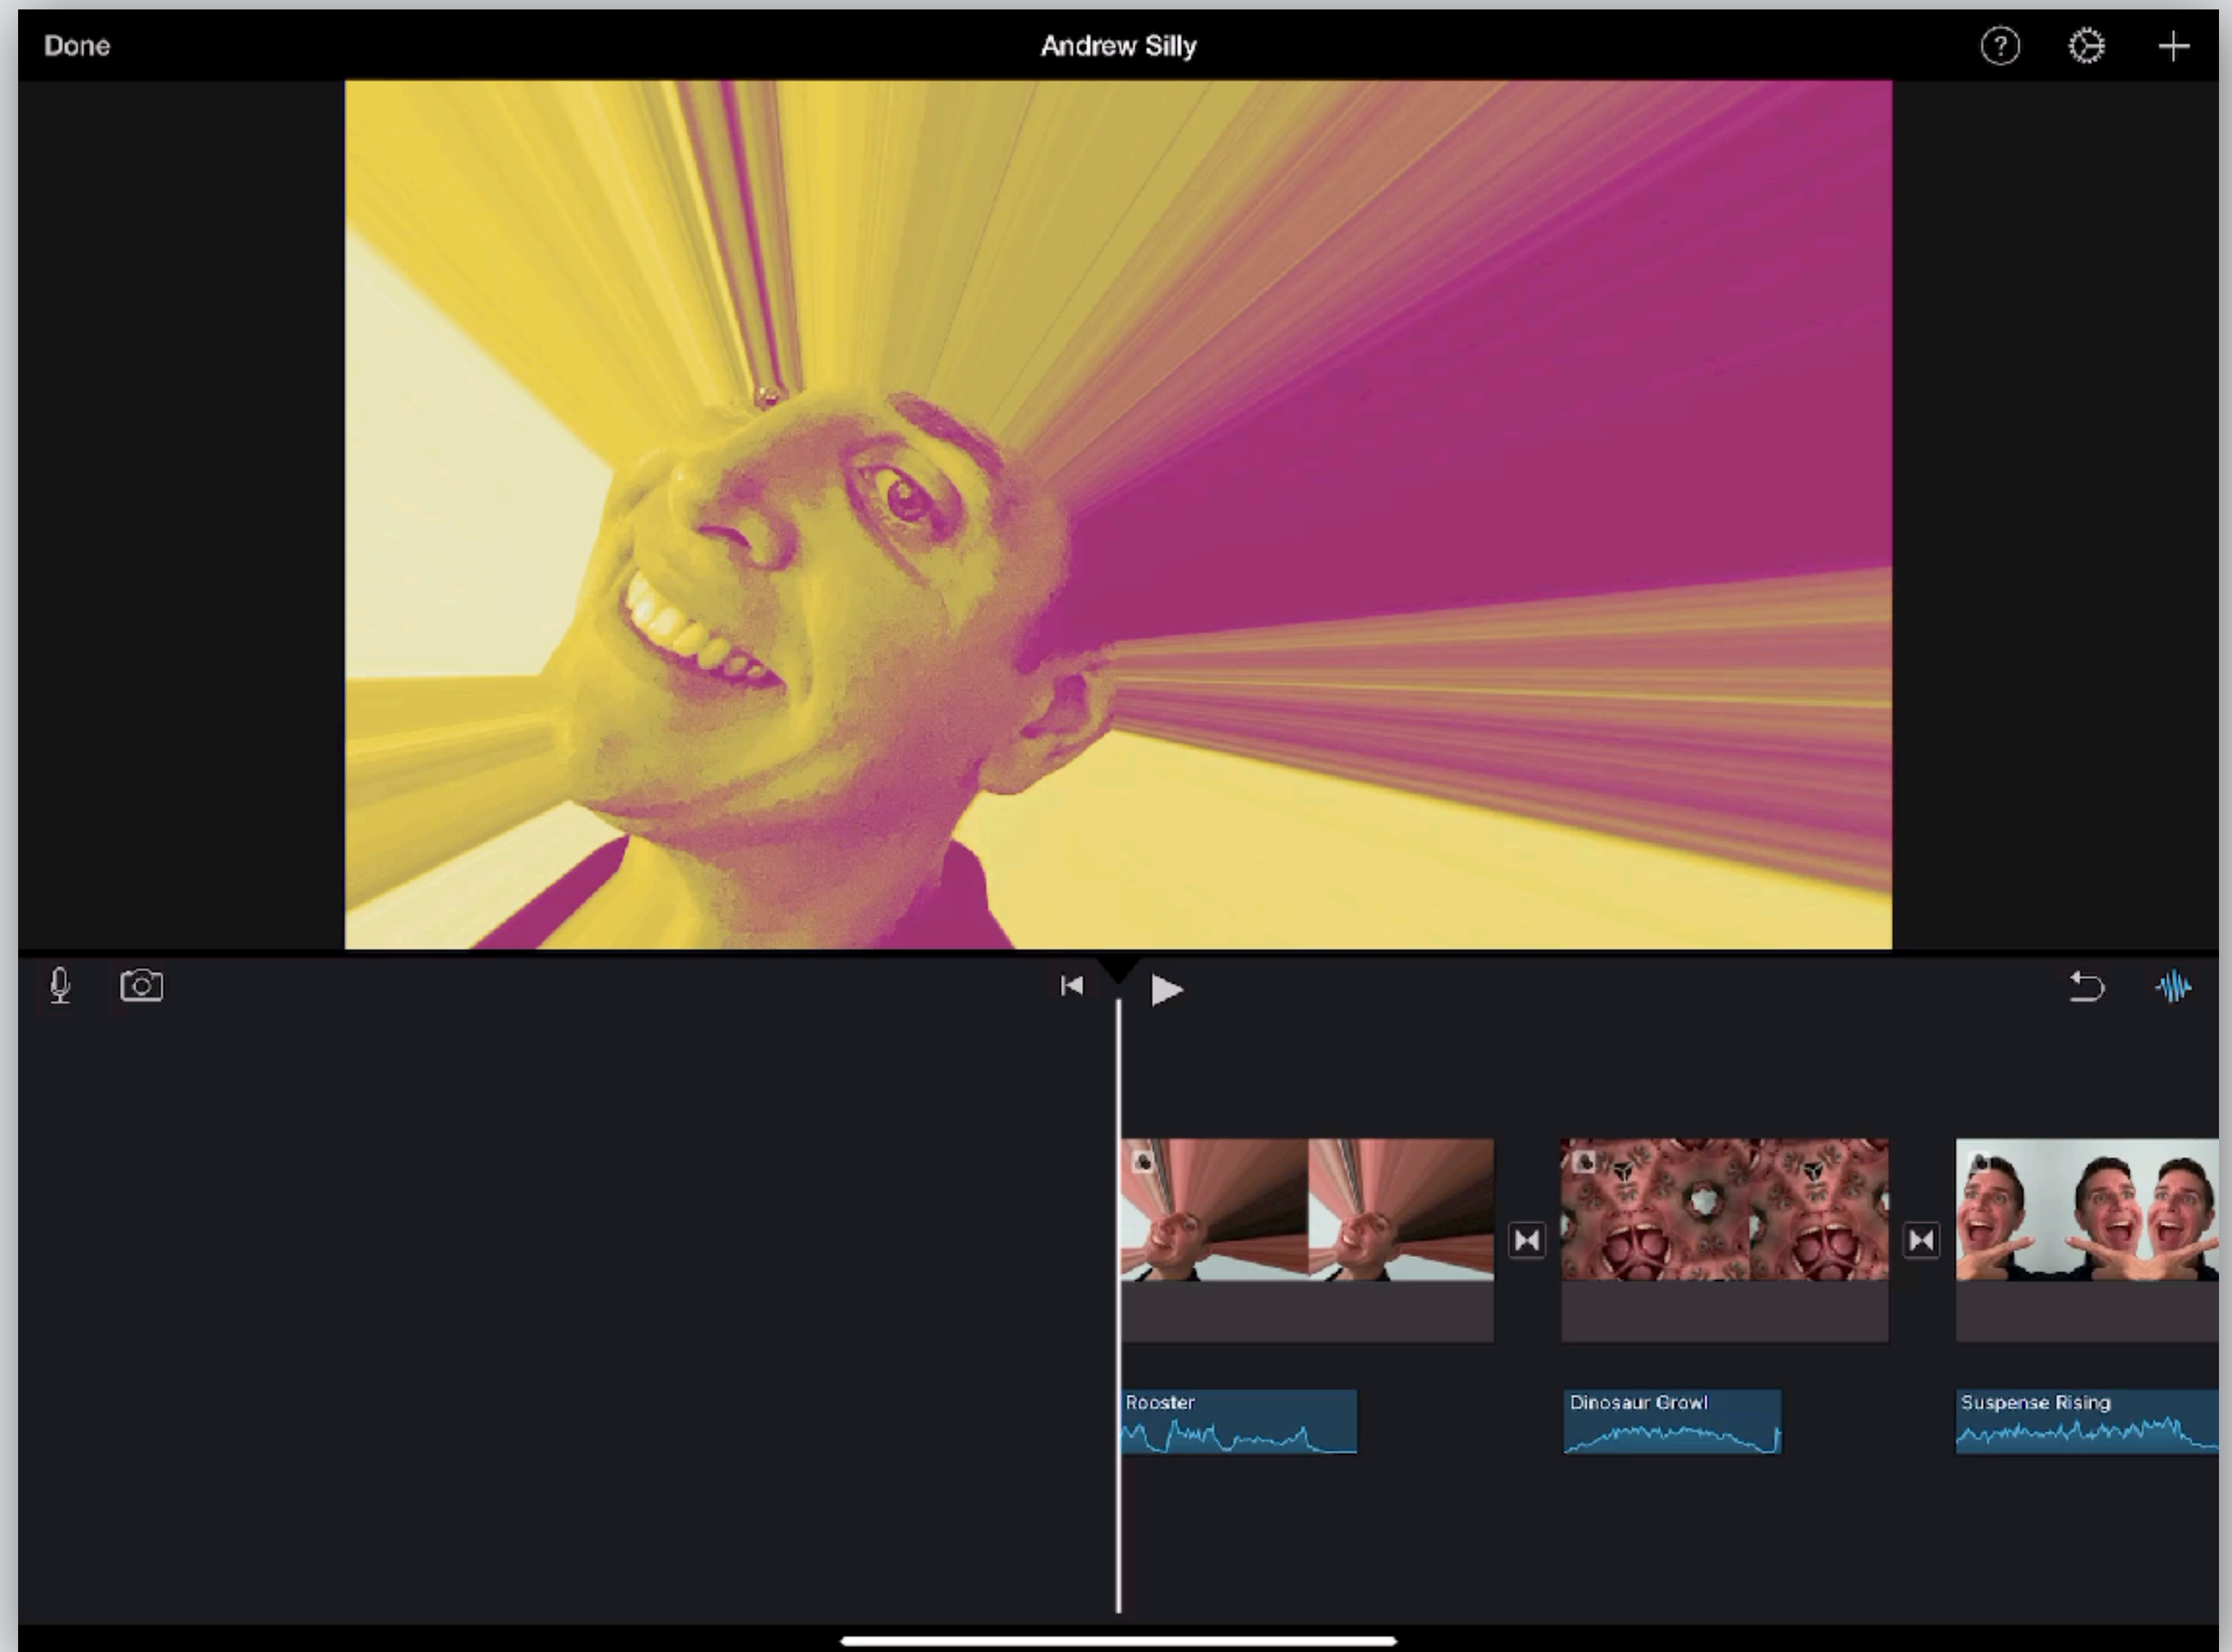 Done
Andrew Silly
?
Rooster
Dinosaur Growl
Suspense Rising